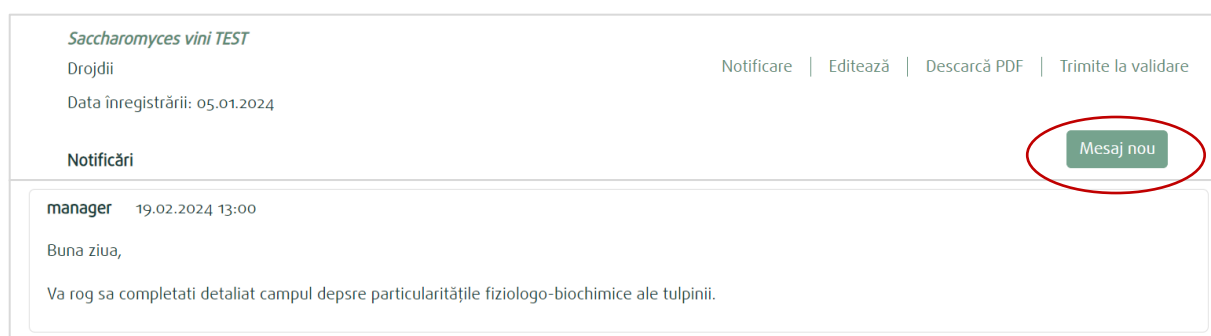 Saccharomyces vini TEST
Drojdii
Notificare | Editează | Descarcă PDF | Trimite la validare
Data înregistrării: 05.01.2024
Mesaj nou
Notificări
manager 19.02.2024 13:00
Buna ziua,
Va rog sa completati detaliat campul depsre particularitățile fiziologo-biochimice ale tulpinii.